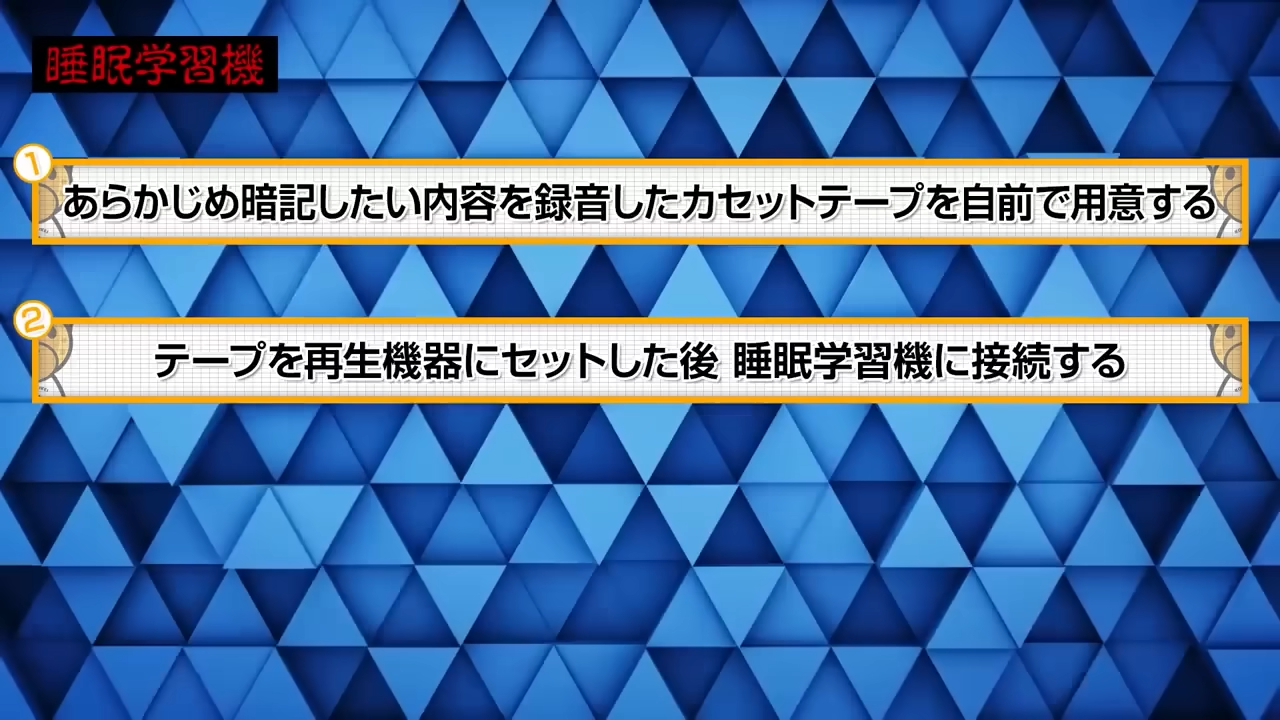 睡眠学習機
1
あらかじめ暗記したい内容を録音したカセットテープを自前で用意する
2
テープを再生機器にセットした後 睡眠学習機に接続する